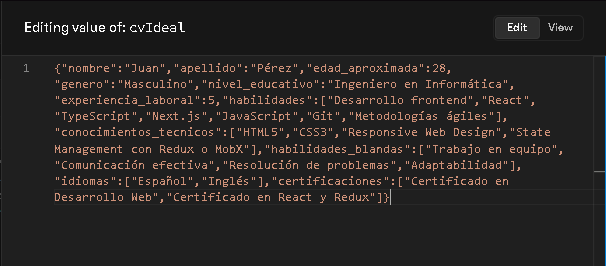 Editing value of: cvIdeal
Edit View
1 {"nombre":"Juan","apellido":"Pérez","edad_aproximada":28,
"genero":"Masculino","nivel_educativo":"Ingeniero en Informática",
"experiencia_laboral":5,"habilidades":["Desarrollo frontend","React",
"TypeScript","Next.js","JavaScript","Git","Metodologías ágiles"],
"conocimientos_tecnicos":["HTML5","CSS3","Responsive Web Design","State
Management con Redux o MobX"],"habilidades_blandas":["Trabajo en equipo",
"Comunicación efectiva","Resolución de problemas","Adaptabilidad"],
"idiomas":["Español","Inglés"],"certificaciones":["Certificado en
Desarrollo Web","Certificado en React y Redux"]}